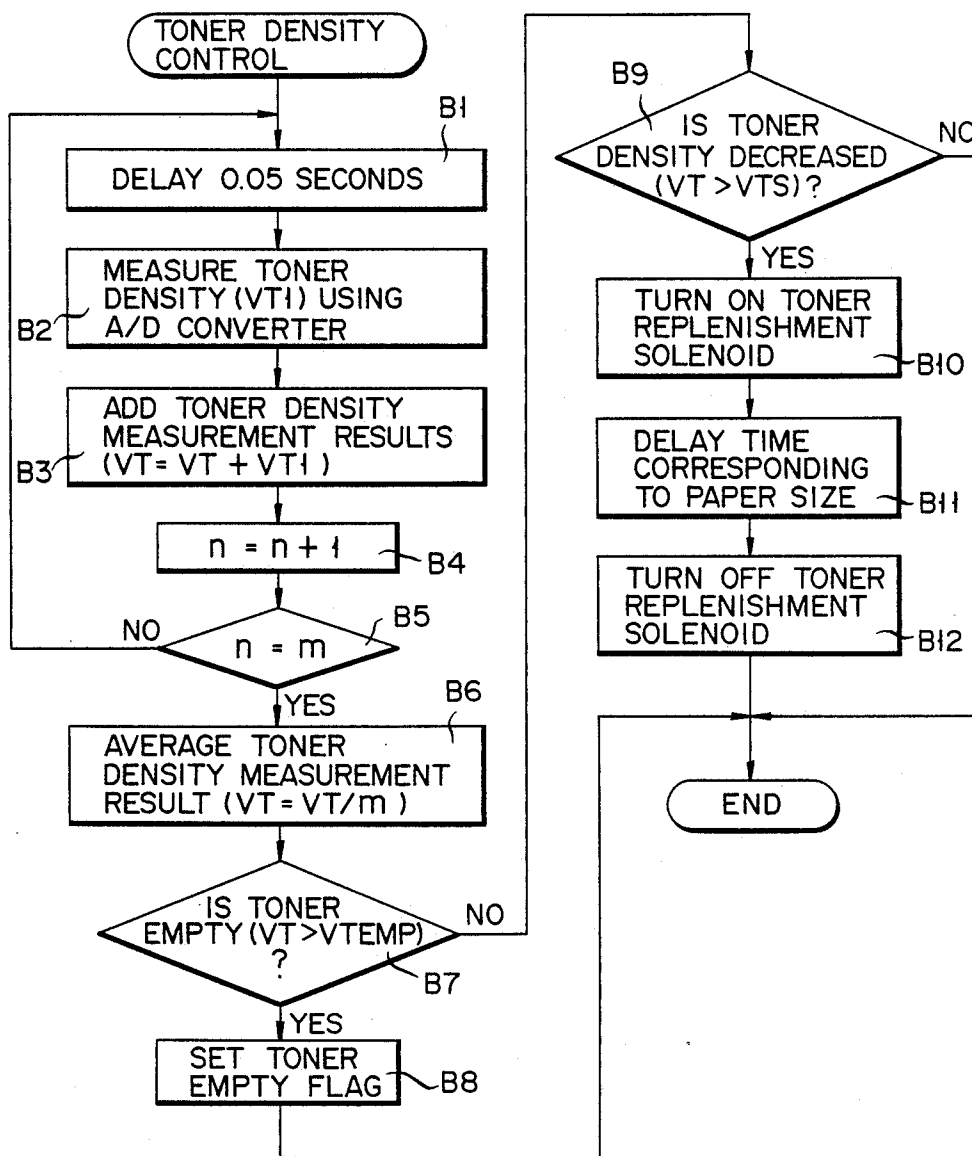 TONER DENSITY
CONTROL
B1
DELAY 0.05 SECONDS
MEASURE TONER
DENSITY (VT1) USING
A/D CONVERTER
B2
ADD TONER DENSITY
MEASUREMENT RESULTS
(VT = VT + VT1)
B3
n = n + 1
B4
B5
NO
n = m
YES
B6
AVERAGE TONER
DENSITY MEASUREMENT
RESULT (VT = VT/m)
IS TONER
EMPTY (VT>VTEMP)
?
NO
B7
YES
SET TONER
EMPTY FLAG
B8
B9
IS TONER
DENSITY DECREASED
(VT>VTS)?
NO
YES
TURN ON TONER
REPLENISHMENT
SOLENOID
B10
DELAY TIME
CORRESPONDING
TO PAPER SIZE
B11
TURN OFF TONER
REPLENISHMENT
SOLENOID
B12
END